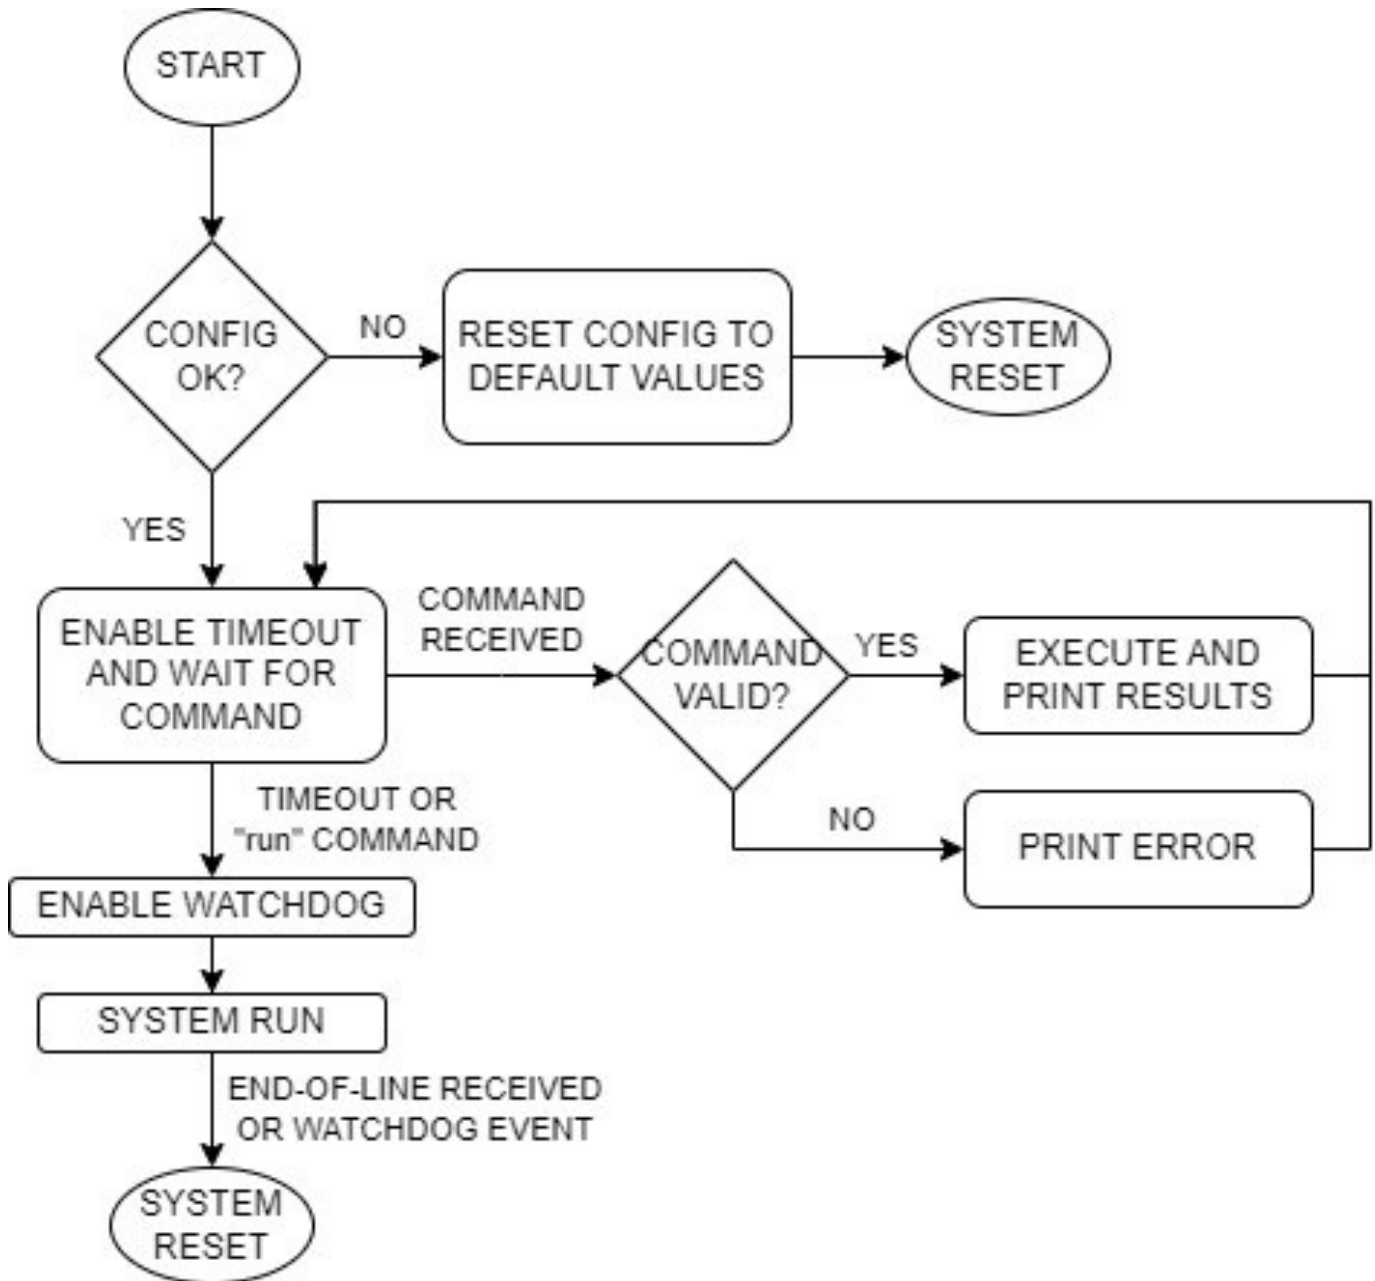 START
CONFIG
OK?
NO
RESET CONFIG TO
DEFAULT VALUES
SYSTEM
RESET
YES
ENABLE TIMEOUT
AND WAIT FOR
COMMAND
COMMAND
RECEIVED
COMMAND
VALID?
YES
EXECUTE AND
PRINT RESULTS
NO
PRINT ERROR
TIMEOUT OR
"run" COMMAND
ENABLE WATCHDOG
SYSTEM RUN
END-OF-LINE RECEIVED
OR WATCHDOG EVENT
SYSTEM
RESET